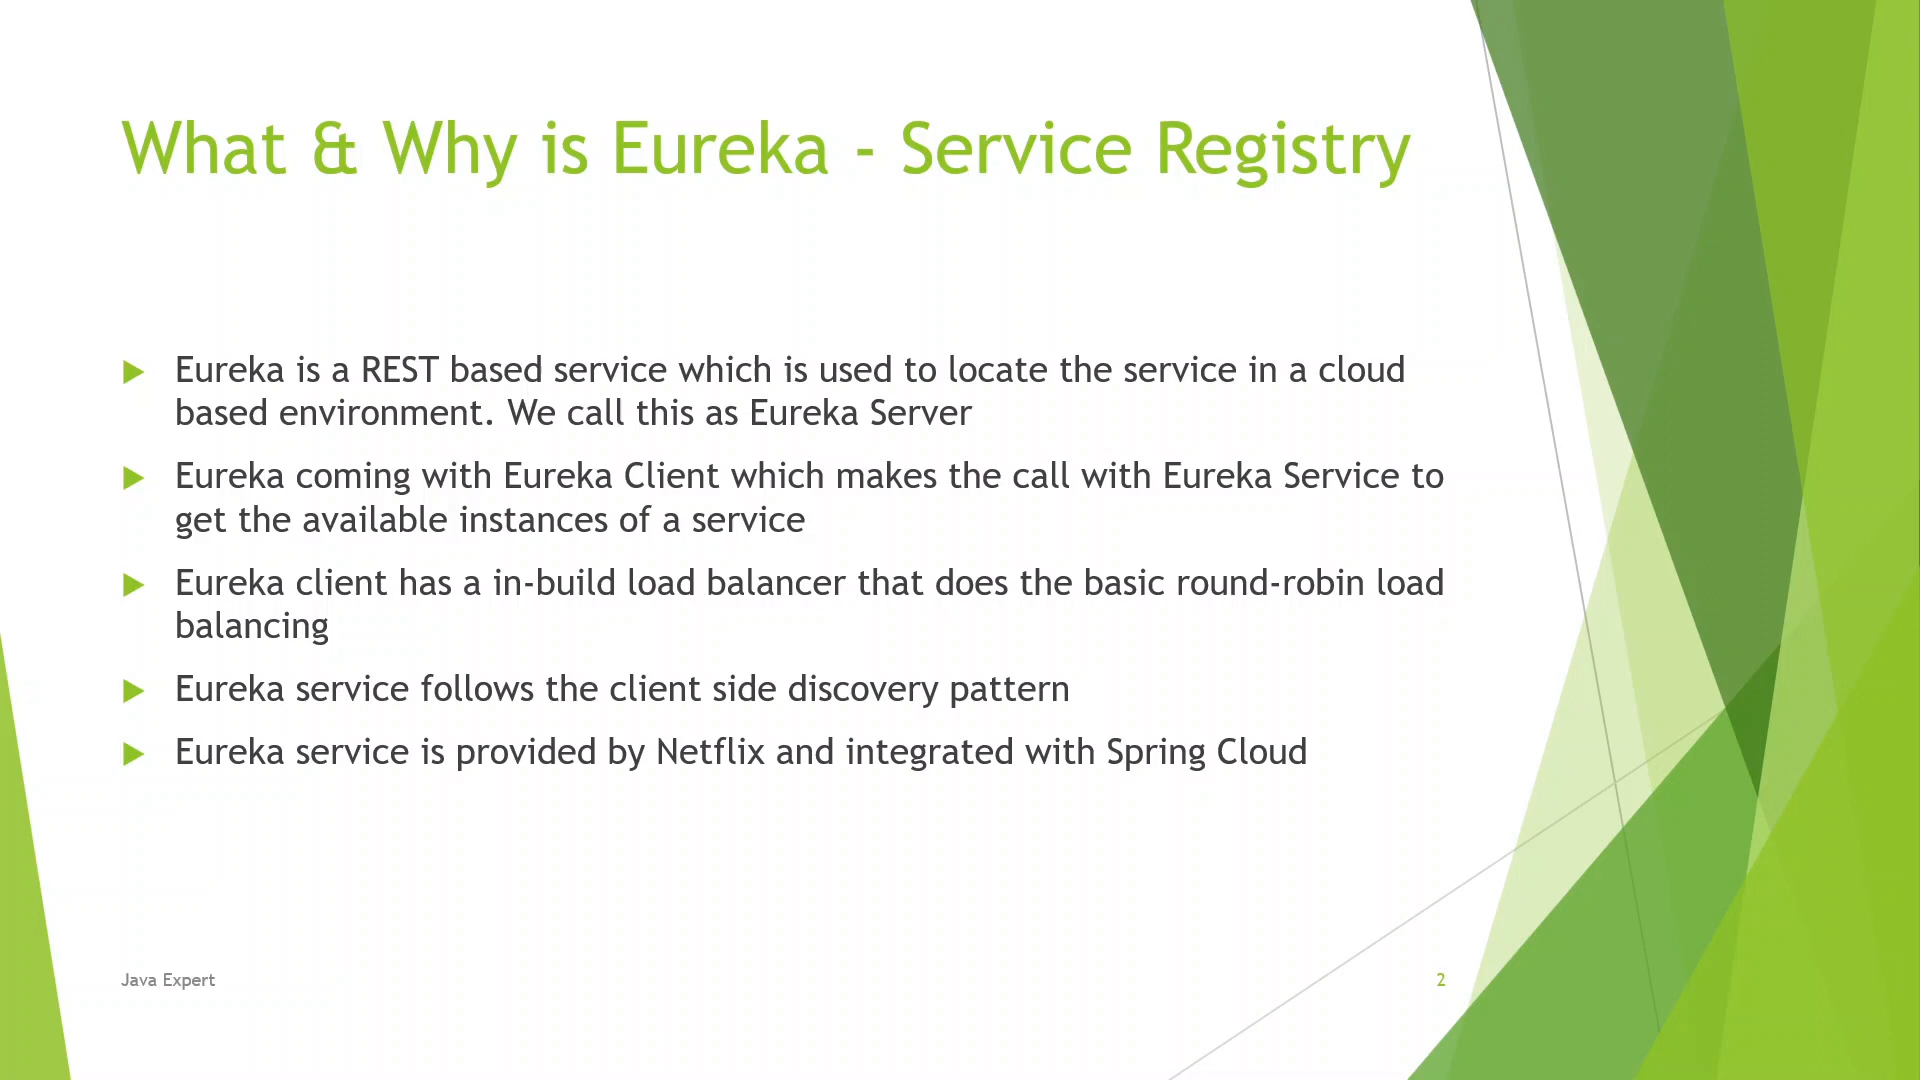 What & Why is Eureka - Service Registry
Eureka is a REST based service which is used to locate the service in a cloud
based environment. We call this as Eureka Server
Eureka coming with Eureka Client which makes the call with Eureka Service to
get the available instances of a service
Eureka client has a in-build load balancer that does the basic round-robin load
balancing
Eureka service follows the client side discovery pattern
Eureka service is provided by Netflix and integrated with Spring Cloud
Java Expert
2